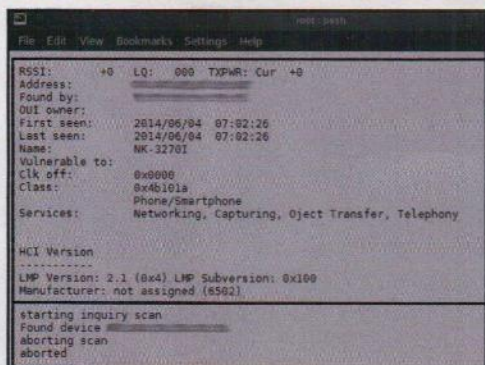 root : bash
File Edit View Bookmarks Settings Help
RSSI: +0 LQ: 000 TXPWR: Cur +0
Address:
Found by:
OUI owner:
First seen: 2014/06/04 07:02:26
Last seen: 2014/06/04 07:02:26
Name: NK-3270I
Vulnerable to:
Clk off: 0x0000
Class: 0x4b101a
Phone/Smartphone
Services: Networking, Capturing, Oject Transfer, Telephony
HCI Version
-----------
LMP Version: 2.1 (0x4) LMP Subversion: 0x100
Manufacturer: not assigned (6502)
starting inquiry scan
Found device
aborting scan
aborted